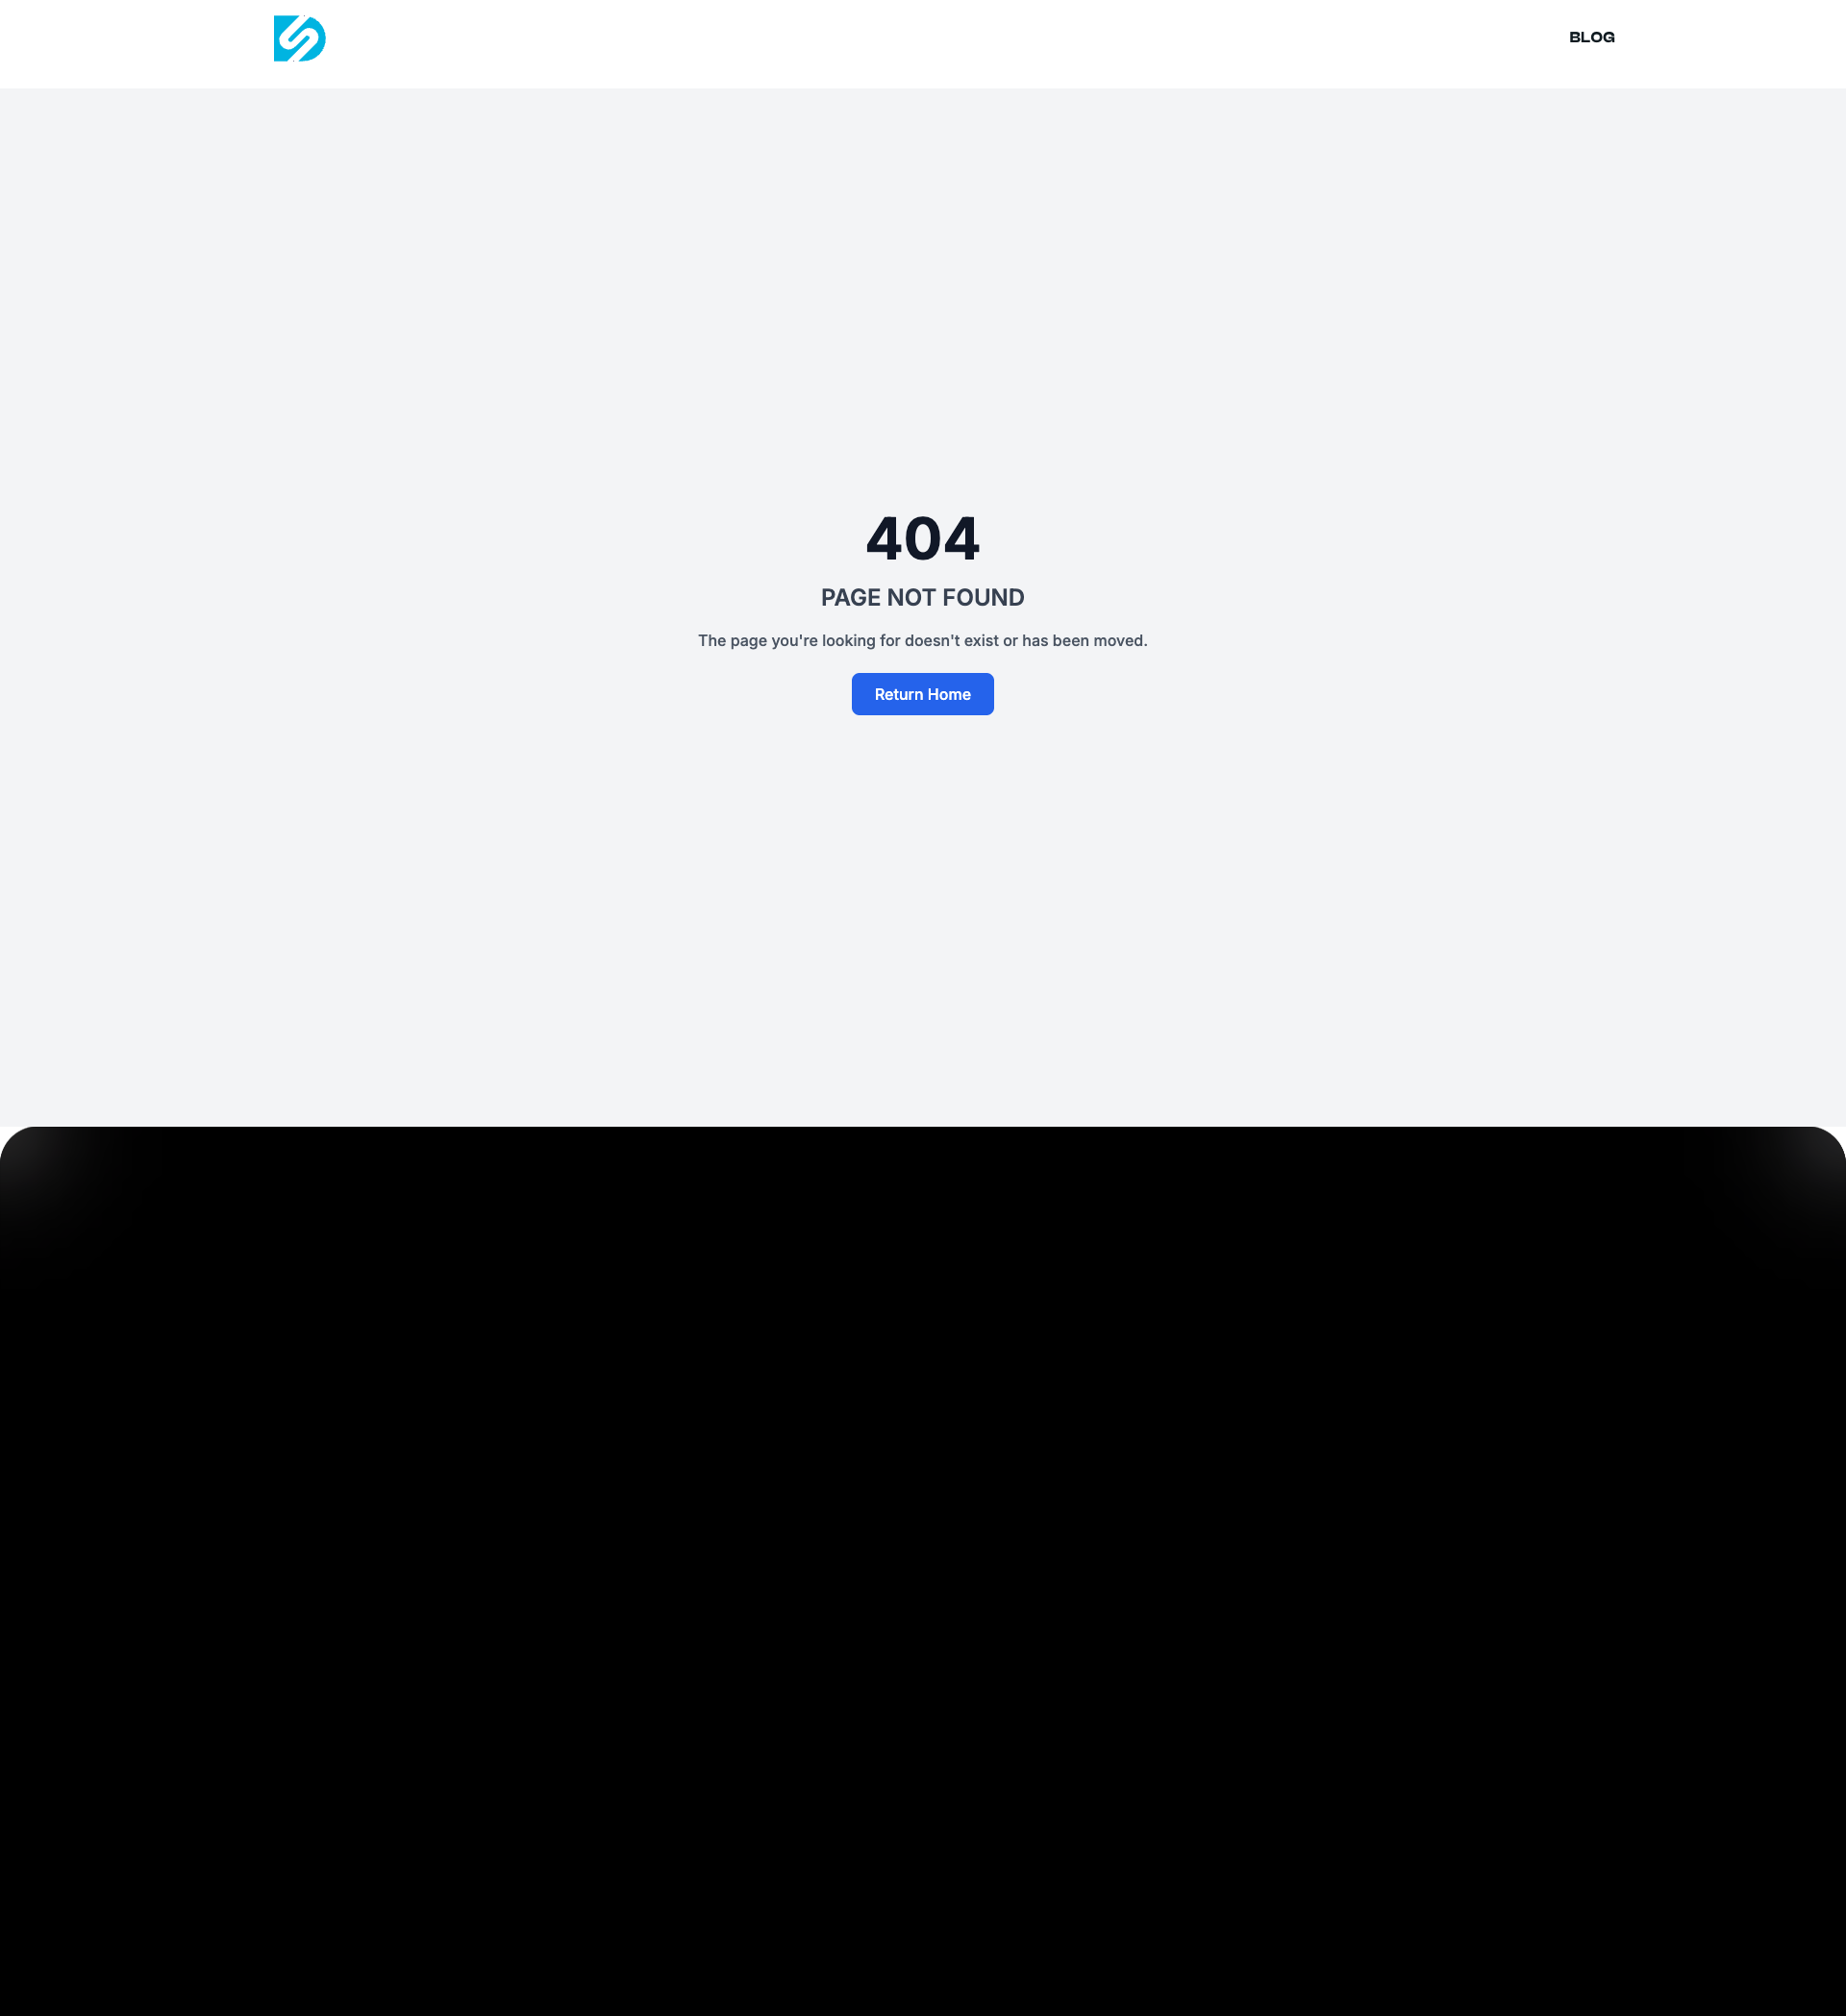 BLOG
404
PAGE NOT FOUND
The page you're looking for doesn't exist or has been moved.
Return Home